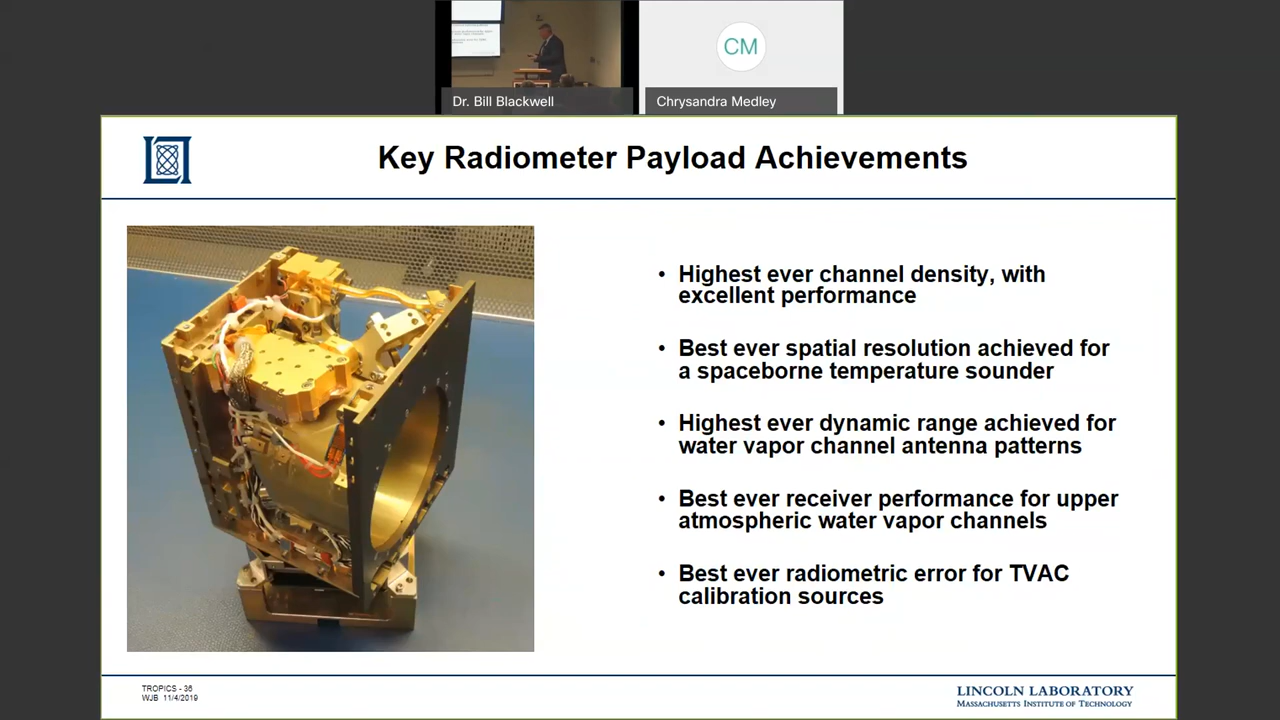 Dr. Bill Blackwell
CM
Chrysandra Medley
Key Radiometer Payload Achievements
• Highest ever channel density, with
excellent performance
• Best ever spatial resolution achieved for
a spaceborne temperature sounder
• Highest ever dynamic range achieved for
water vapor channel antenna patterns
• Best ever receiver performance for upper
atmospheric water vapor channels
• Best ever radiometric error for TVAC
calibration sources
TROPICS - 36
WJB 11/4/2019
LINCOLN LABORATORY
MASSACHUSETTS INSTITUTE OF TECHNOLOGY